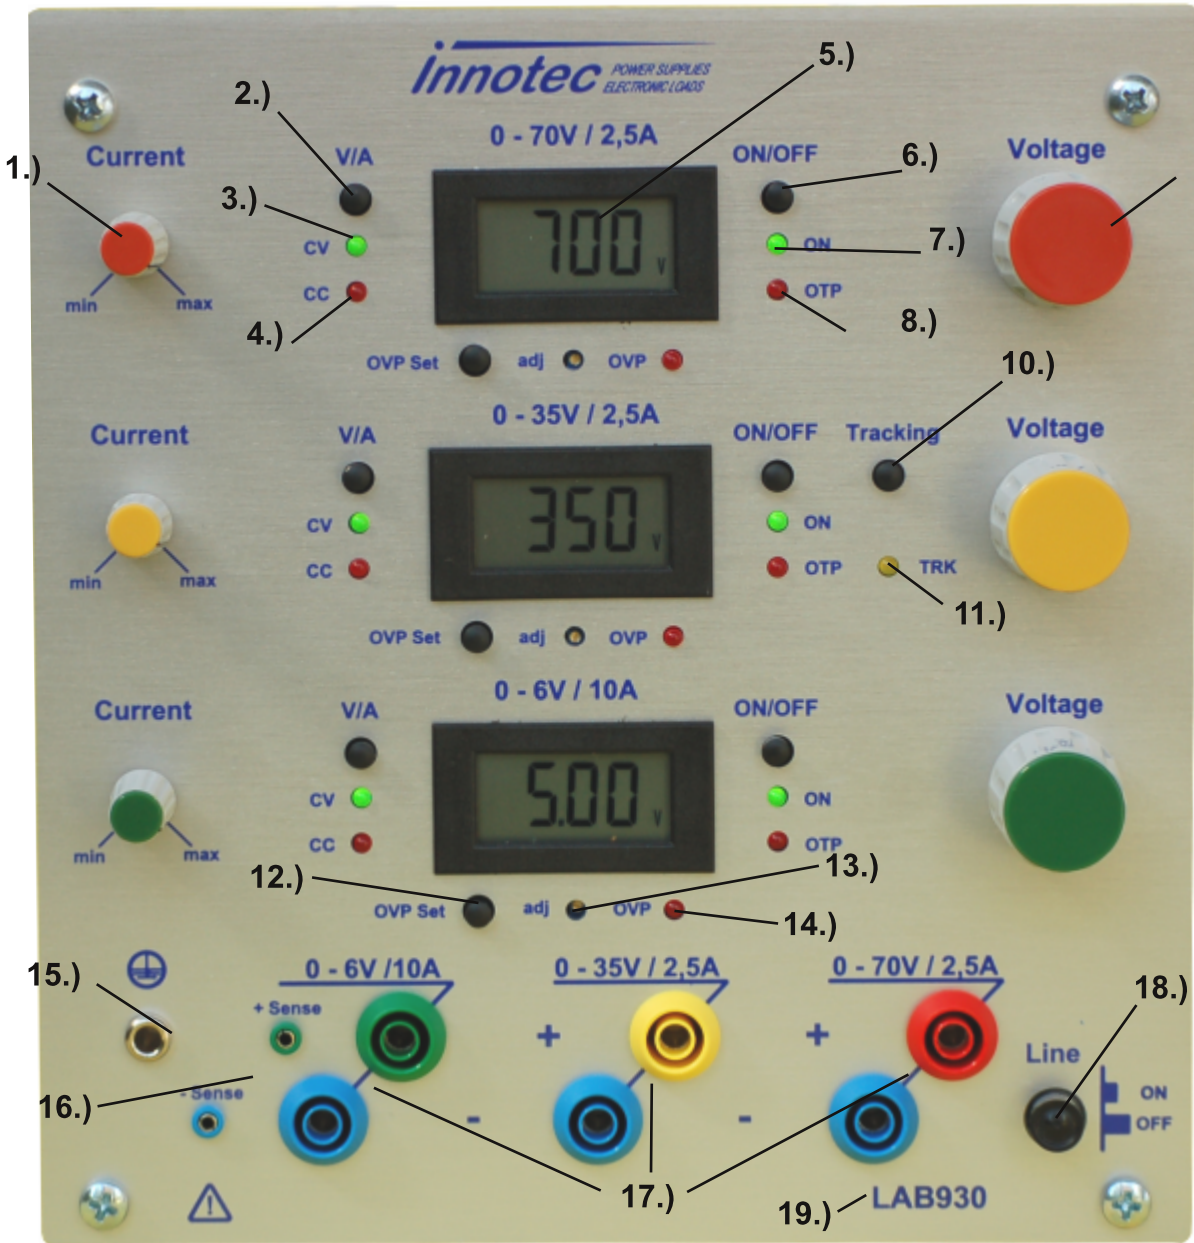 5.)
innotec POWER SUPPLIES
ELECTRONIC LOADS
2.)
0 - 70V / 2,5A
1.)
Current
V/A
ON/OFF
6.)
Voltage
3.)
700 V
CV
ON
7.)
min
max
CC
OTP
4.)
8.)
OVP Set
adj
OVP
10.)
0 - 35V / 2,5A
Current
V/A
ON/OFF
Tracking
Voltage
350 V
CV
ON
min
max
CC
OTP
TRK
11.)
OVP Set
adj
OVP
0 - 6V / 10A
Current
V/A
ON/OFF
Voltage
5.00 V
CV
ON
min
max
CC
OTP
12.)
13.)
OVP Set
adj
OVP
14.)
15.)
0 - 6V /10A
0 - 35V / 2,5A
0 - 70V / 2,5A
18.)
+ Sense
+
+
Line
16.)
- Sense
-
-
ON
OFF
17.)
19.)
LAB930